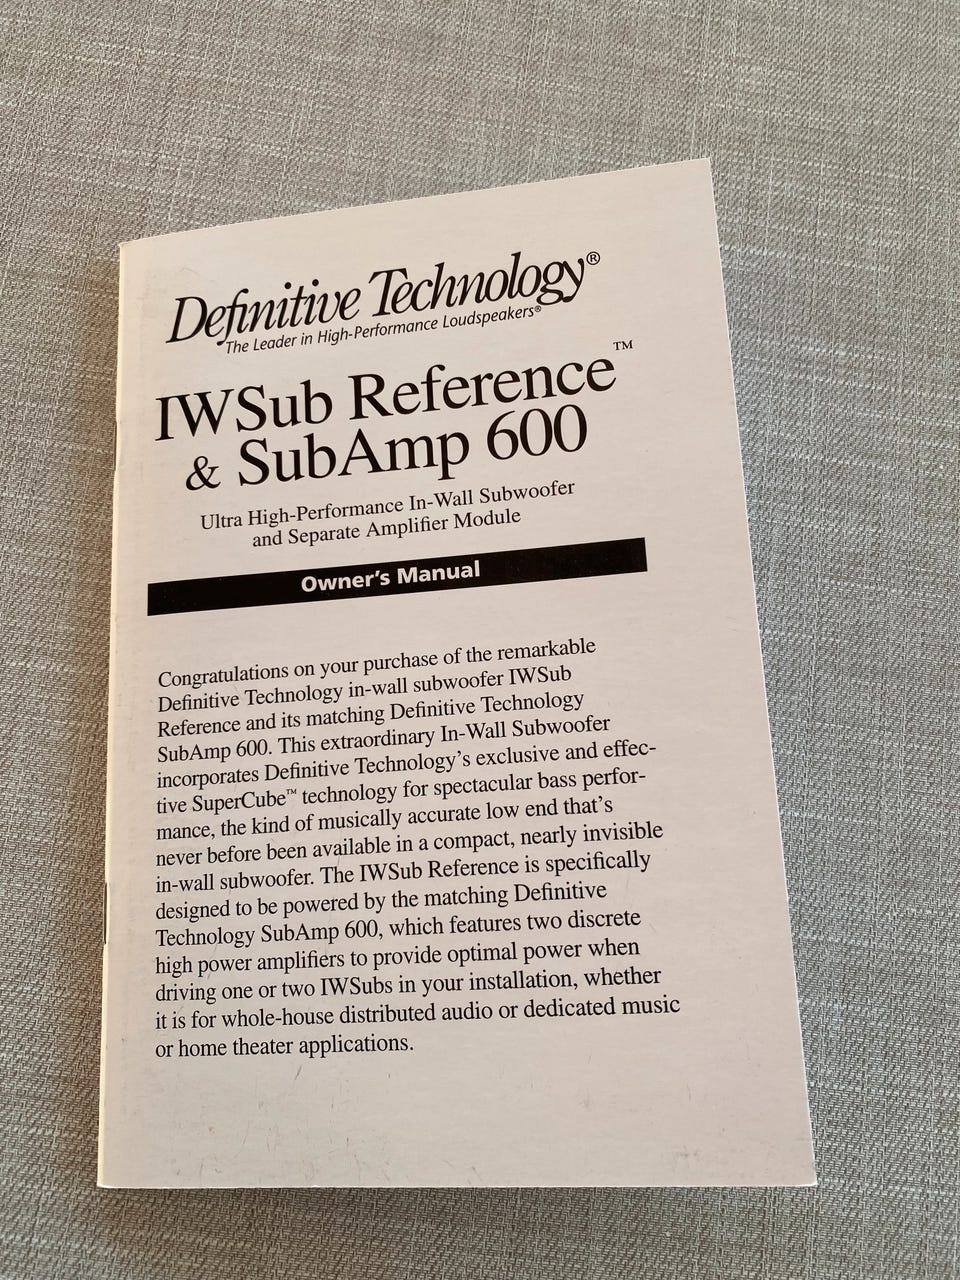 Definitive Technology®
The Leader in High-Performance Loudspeakers®
IWSub Reference™
& SubAmp 600
Ultra High-Performance In-Wall Subwoofer
and Separate Amplifier Module
Owner's Manual
Congratulations on your purchase of the remarkable
Definitive Technology in-wall subwoofer IWSub
Reference and its matching Definitive Technology
SubAmp 600. This extraordinary In-Wall Subwoofer
incorporates Definitive Technology's exclusive and effec-
tive SuperCube™ technology for spectacular bass perfor-
mance, the kind of musically accurate low end that's
never before been available in a compact, nearly invisible
in-wall subwoofer. The IWSub Reference is specifically
designed to be powered by the matching Definitive
Technology SubAmp 600, which features two discrete
high power amplifiers to provide optimal power when
driving one or two IWSubs in your installation, whether
it is for whole-house distributed audio or dedicated music
or home theater applications.